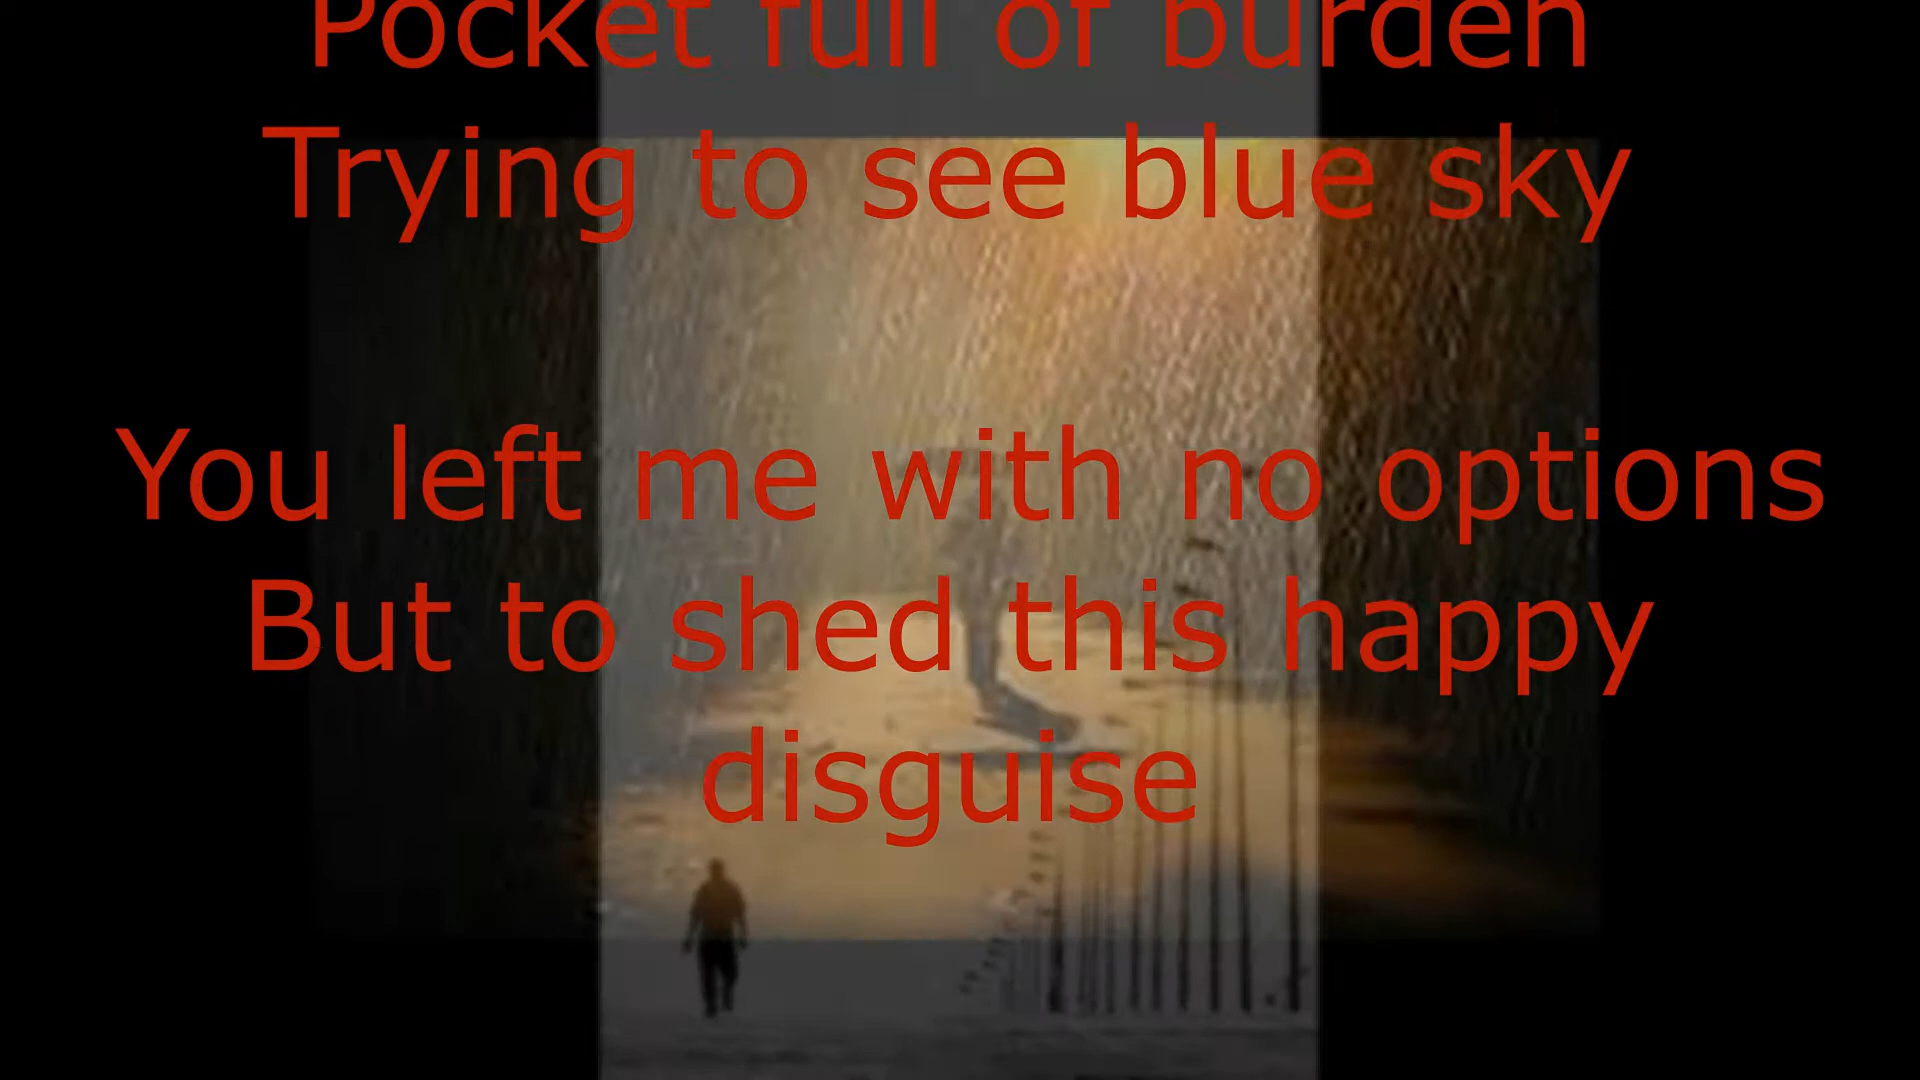 Pocket full of burden
Trying to see blue sky
You left me with no options
But to shed this happy
disguise